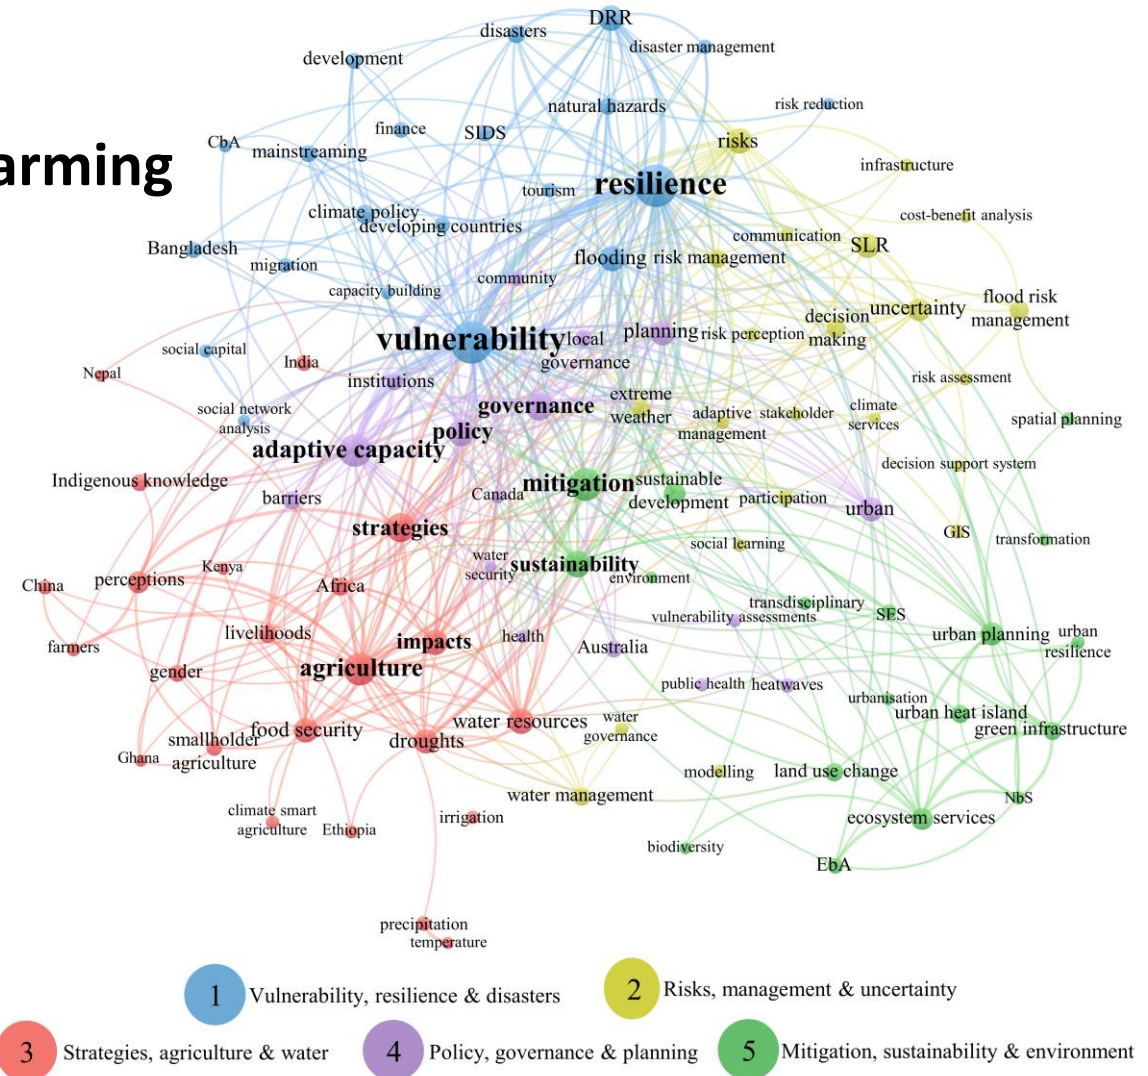 DRR
disasters
disaster management
development
natural hazards
risk reduction
finance
SIDS
CbA
mainstreaming
risks
arming
infrastructure
resilience
tourism
climate policy
developing countries
cost-benefit analysis
communication
SLR
Bangladesh
migration
flooding
risk management
community
capacity building
uncertainty
flood risk
management
decision
making
vulnerability
local
governance
planning
risk perception
social capital
India
Nepal
institutions
risk assessment
extreme
weather
governance
social network
analysis
adaptive
management
stakeholder
climate
services
spatial planning
policy
adaptive capacity
decision support system
Indigenous knowledge
mitigation
sustainable
development
barriers
Canada
participation
urban
strategies
GIS
transformation
social learning
water
security
sustainability
environment
Kenya
China
perceptions
Africa
transdisciplinary
vulnerability assessments
SES
livelihoods
impacts
health
Australia
urban planning
urban
resilience
farmers
agriculture
gender
public health
heatwaves
urbanisation
urban heat island
green infrastructure
food security
water resources
water
governance
smallholder
agriculture
droughts
Ghana
modelling
land use change
water management
NbS
climate smart
agriculture
Ethiopia
irrigation
ecosystem services
biodiversity
EbA
precipitation
temperature
1 Vulnerability, resilience & disasters
2 Risks, management & uncertainty
3 Strategies, agriculture & water
4 Policy, governance & planning
5 Mitigation, sustainability & environment